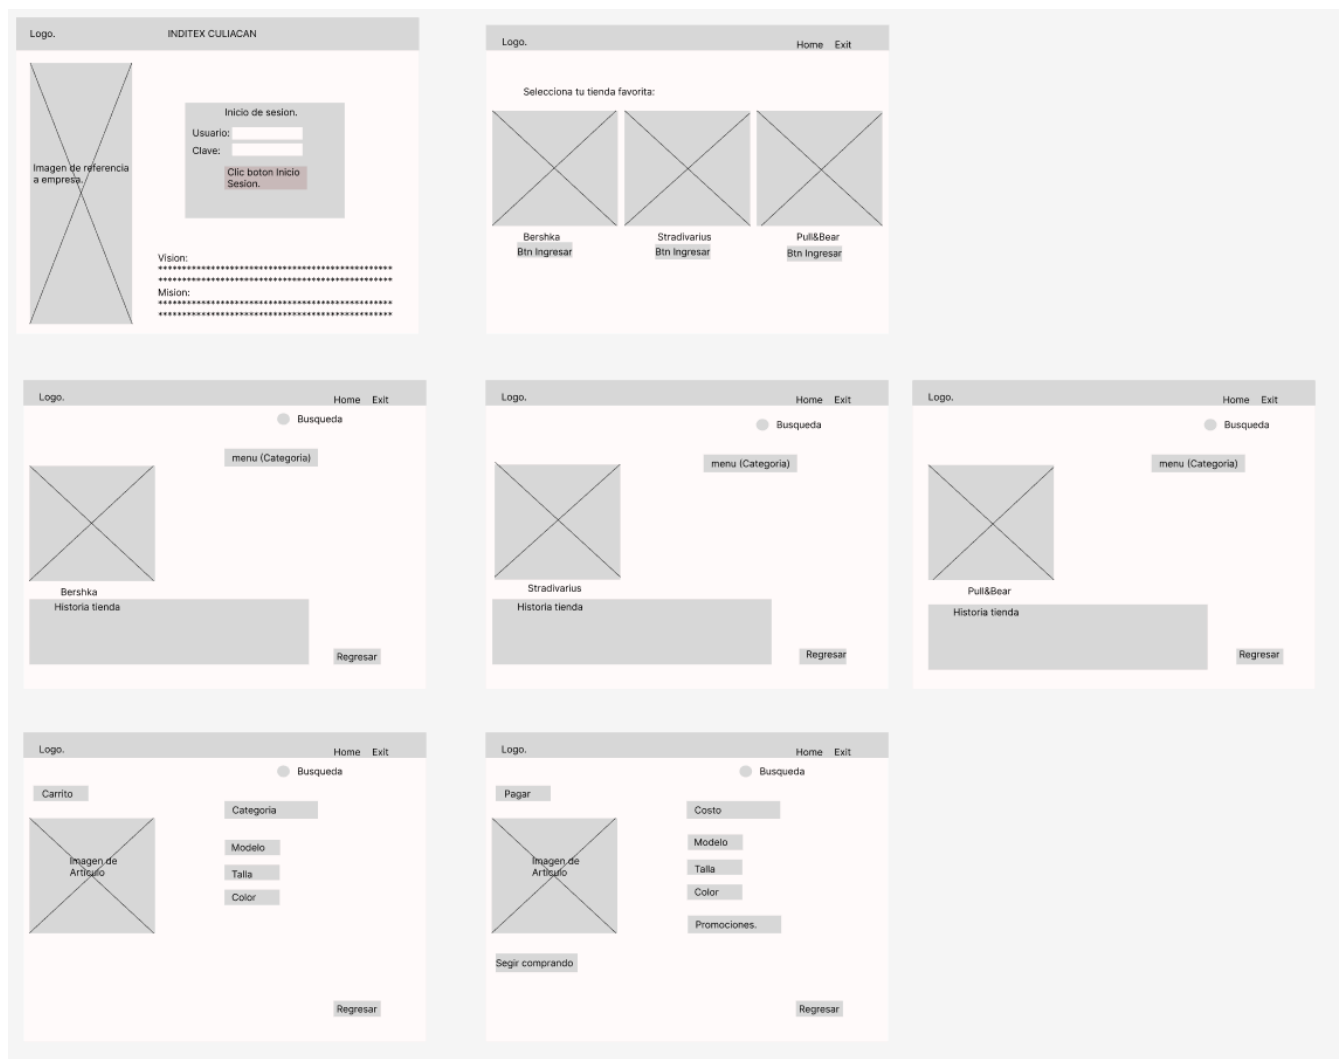 Logo.
INDITEX CULIACAN
Imagen de referencia
a empresa.
Inicio de sesion.
Usuario:
Clave:
Clic boton Inicio
Sesion.
Vision:
*************************************************
*************************************************
Mision:
*************************************************
*************************************************
Logo.
Home Exit
Selecciona tu tienda favorita:
Bershka
Btn Ingresar
Stradivarius
Btn Ingresar
Pull&Bear
Btn Ingresar
Logo.
Home Exit
Busqueda
menu (Categoria)
Bershka
Historia tienda
Regresar
Logo.
Home Exit
Busqueda
menu (Categoria)
Stradivarius
Historia tienda
Regresar
Logo.
Home Exit
Busqueda
menu (Categoria)
Pull&Bear
Historia tienda
Regresar
Logo.
Home Exit
Busqueda
Carrito
Imagen de
Articulo
Categoria
Modelo
Talla
Color
Regresar
Logo.
Home Exit
Busqueda
Pagar
Imagen de
Articulo
Costo
Modelo
Talla
Color
Promociones.
Segir comprando
Regresar